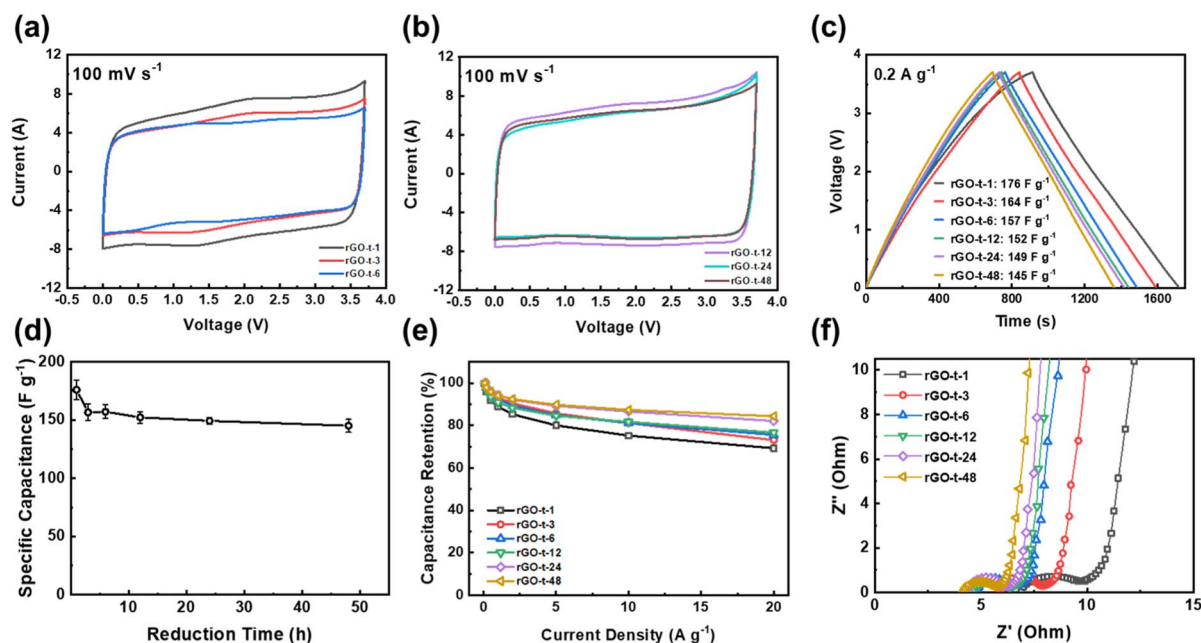 (a)
100 mV s⁻¹
Current (A)
12
8
4
0
-4
-8
-12
-0.5 0.0 0.5 1.0 1.5 2.0 2.5 3.0 3.5 4.0
Voltage (V)
rGO-t-1
rGO-t-3
rGO-t-6
(b)
100 mV s⁻¹
Current (A)
12
8
4
0
-4
-8
-12
-0.5 0.0 0.5 1.0 1.5 2.0 2.5 3.0 3.5 4.0
Voltage (V)
rGO-t-12
rGO-t-24
rGO-t-48
(c)
0.2 A g⁻¹
Voltage (V)
4
3
2
1
0
0 400 800 1200 1600
Time (s)
rGO-t-1: 176 F g⁻¹
rGO-t-3: 164 F g⁻¹
rGO-t-6: 157 F g⁻¹
rGO-t-12: 152 F g⁻¹
rGO-t-24: 149 F g⁻¹
rGO-t-48: 145 F g⁻¹
(d)
Specific Capacitance (F g⁻¹)
200
150
100
50
0
0 10 20 30 40 50
Reduction Time (h)
(e)
Capacitance Retention (%)
120
100
80
60
40
20
0
0 5 10 15 20
Current Density (A g⁻¹)
rGO-t-1
rGO-t-3
rGO-t-6
rGO-t-12
rGO-t-24
rGO-t-48
(f)
Z'' (Ohm)
10
8
6
4
2
0
0 5 10 15
Z' (Ohm)
rGO-t-1
rGO-t-3
rGO-t-6
rGO-t-12
rGO-t-24
rGO-t-48